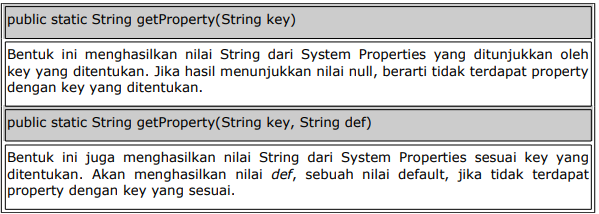 public static String getProperty(String key)
Bentuk ini menghasilkan nilai String dari System Properties yang ditunjukkan oleh
key yang ditentukan. Jika hasil menunjukkan nilai null, berarti tidak terdapat property
dengan key yang ditentukan.
public static String getProperty(String key, String def)
Bentuk ini juga menghasilkan nilai String dari System Properties sesuai key yang
ditentukan. Akan menghasilkan nilai def, sebuah nilai default, jika tidak terdapat
property dengan key yang sesuai.